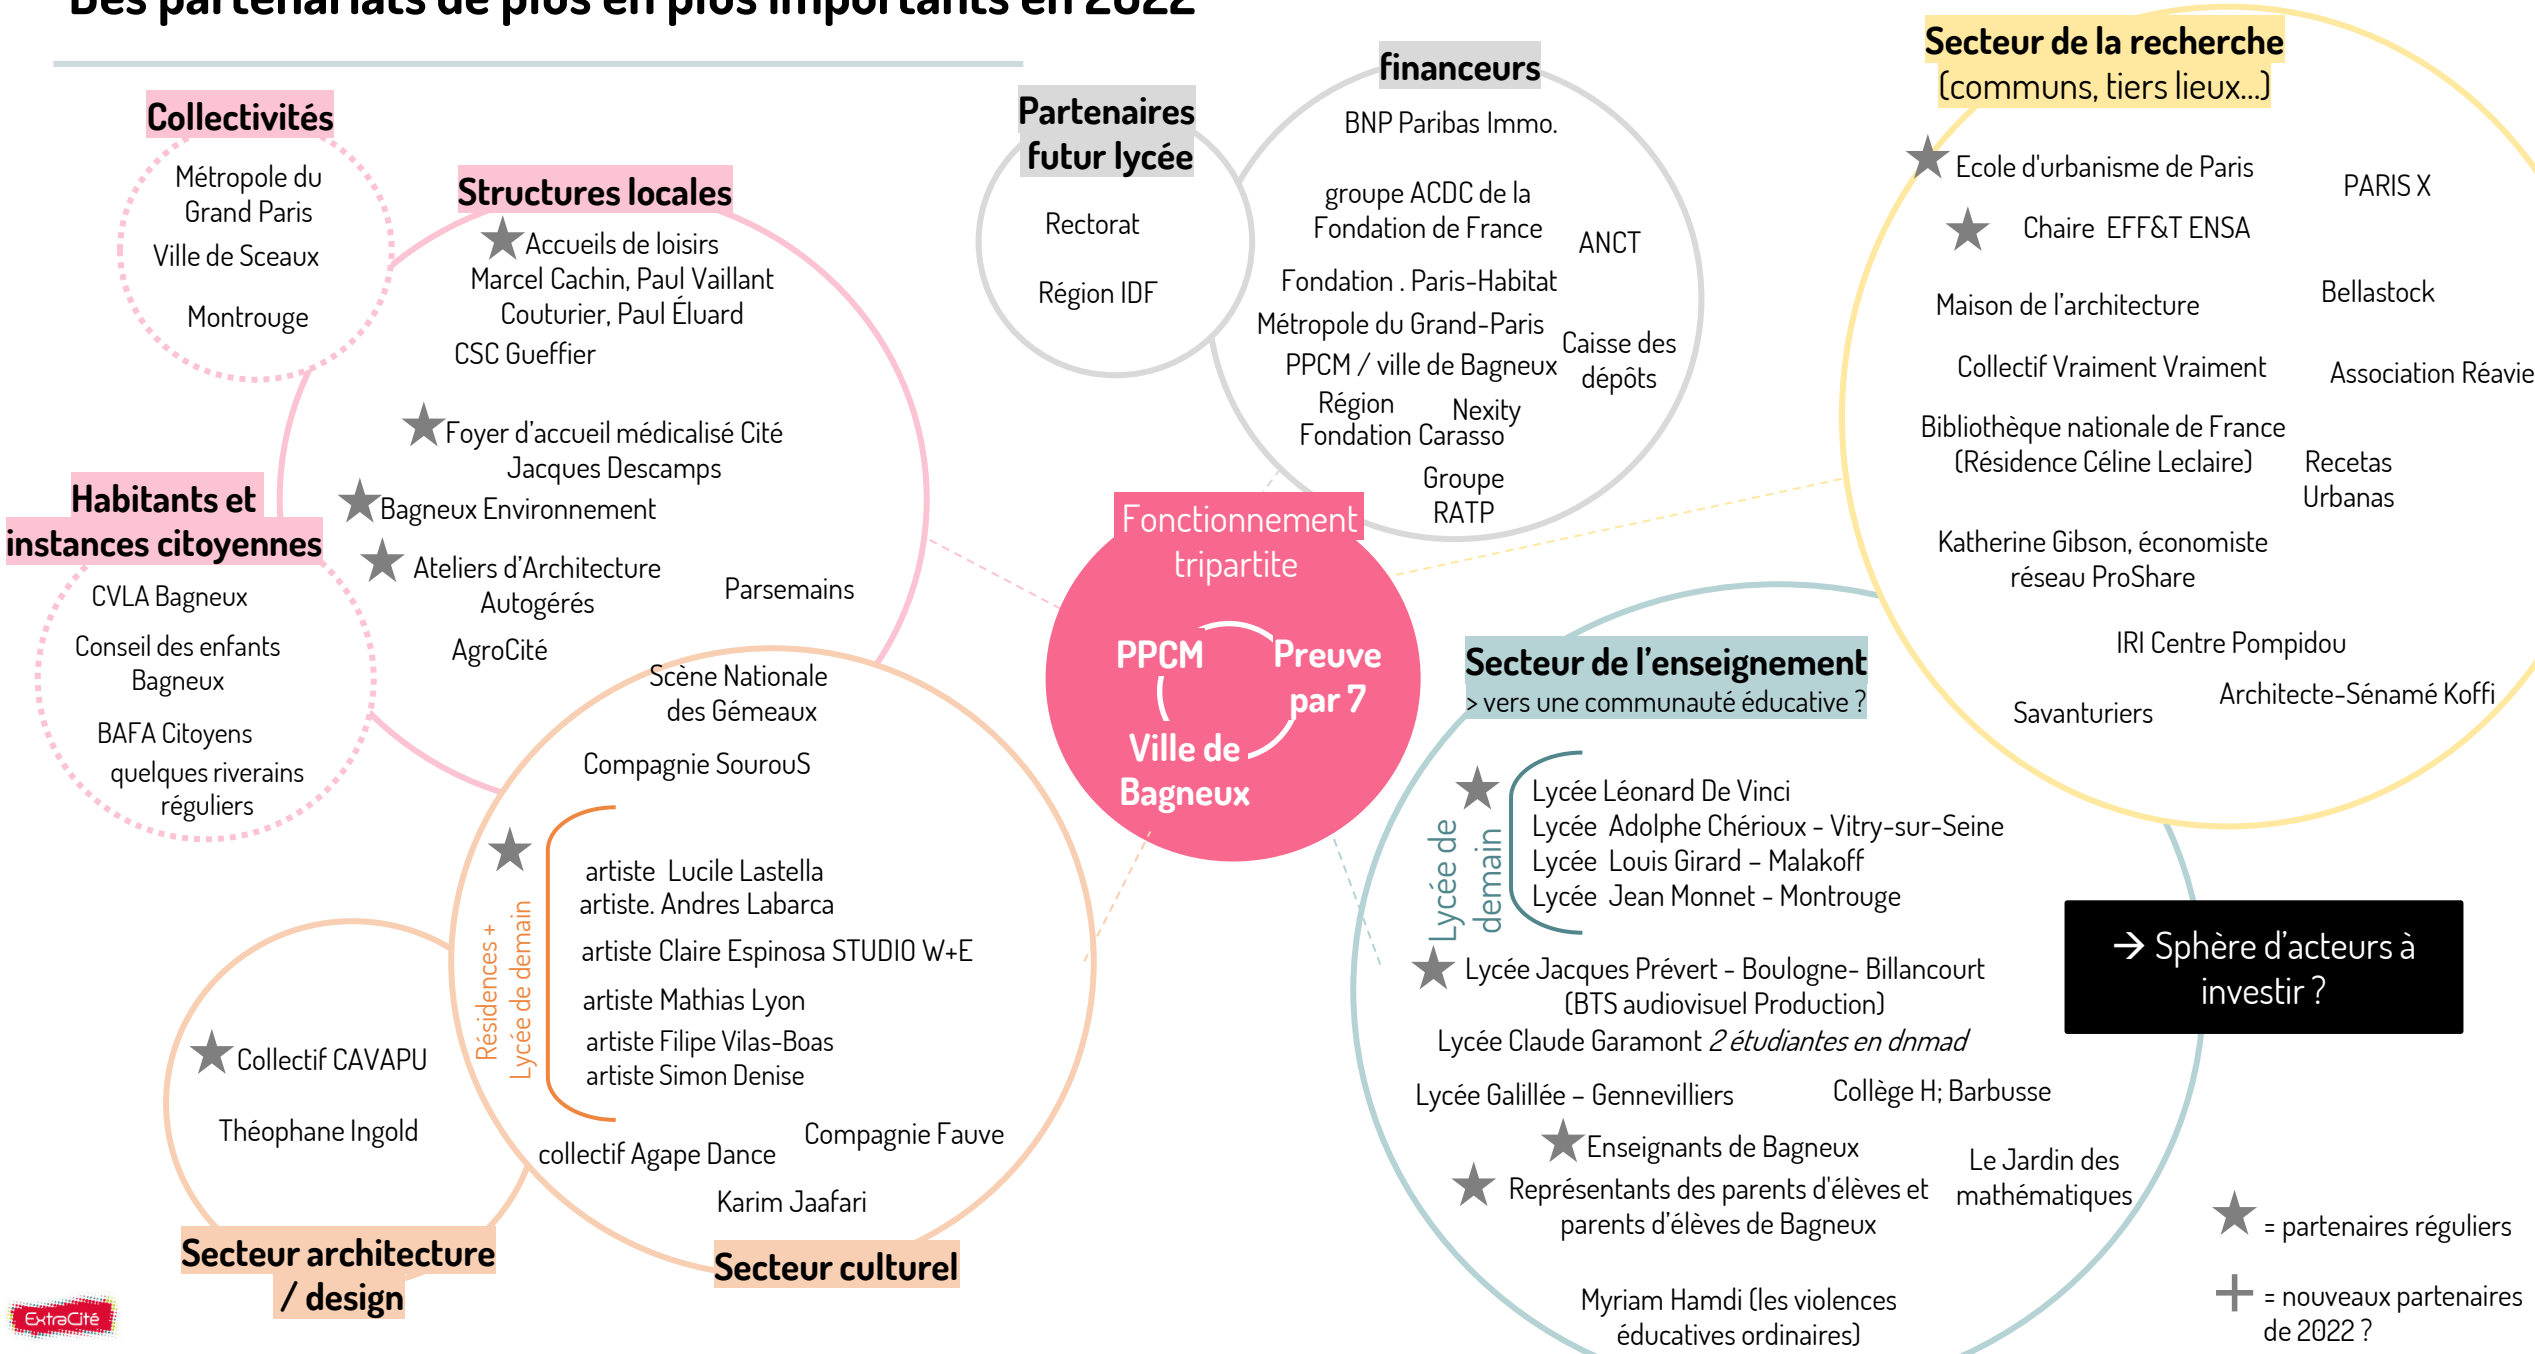 Des partenariats de plus en plus importants en 2022
Collectivités
Métropole du
Grand Paris
Ville de Sceaux
Montrouge
Structures locales
Accueils de loisirs
Marcel Cachin, Paul Vaillant
Couturier, Paul Éluard
CSC Gueffier
Foyer d'accueil médicalisé Cité
Jacques Descamps
Bagneux Environnement
Ateliers d'Architecture
Autogérés
Parsemains
AgroCité
Habitants et
instances citoyennes
CVLA Bagneux
Conseil des enfants
Bagneux
BAFA Citoyens
quelques riverains
réguliers
Partenaires
futur lycée
Rectorat
Région IDF
financeurs
BNP Paribas Immo.
groupe ACDC de la
Fondation de France
ANCT
Fondation . Paris-Habitat
Métropole du Grand-Paris
Caisse des
dépôts
PPCM / ville de Bagneux
Région
Nexity
Fondation Carasso
Groupe
RATP
Secteur de la recherche
(communs, tiers lieux...)
Ecole d'urbanisme de Paris
PARIS X
Chaire EFF&T ENSA
Bellastock
Maison de l'architecture
Collectif Vraiment Vraiment
Association Réavie
Bibliothèque nationale de France
(Résidence Céline Leclaire)
Recetas
Urbanas
Katherine Gibson, économiste
réseau ProShare
IRI Centre Pompidou
Architecte-Sénamé Koffi
Savanturiers
Fonctionnement
tripartite
PPCM
Preuve
par 7
Ville de
Bagneux
Scène Nationale
des Gémeaux
Compagnie SourouS
Résidences +
Lycée de demain
artiste Lucile Lastella
artiste. Andres Labarca
artiste Claire Espinosa STUDIO W+E
artiste Mathias Lyon
artiste Filipe Vilas-Boas
artiste Simon Denise
Compagnie Fauve
collectif Agape Dance
Karim Jaafari
Secteur culturel
Collectif CAVAPU
Théophane Ingold
Secteur architecture
/ design
Secteur de l'enseignement
> vers une communauté éducative ?
Lycée de
demain
Lycée Léonard De Vinci
Lycée Adolphe Chérioux - Vitry-sur-Seine
Lycée Louis Girard – Malakoff
Lycée Jean Monnet - Montrouge
Lycée Jacques Prévert - Boulogne- Billancourt
(BTS audiovisuel Production)
Lycée Claude Garamont 2 étudiantes en dnmad
Lycée Galillée – Gennevilliers
Collège H; Barbusse
Enseignants de Bagneux
Le Jardin des
mathématiques
Représentants des parents d'élèves et
parents d'élèves de Bagneux
Myriam Hamdi (les violences
éducatives ordinaires)
→ Sphère d'acteurs à
investir ?
= partenaires réguliers
+ = nouveaux partenaires
de 2022 ?
ExtraCité